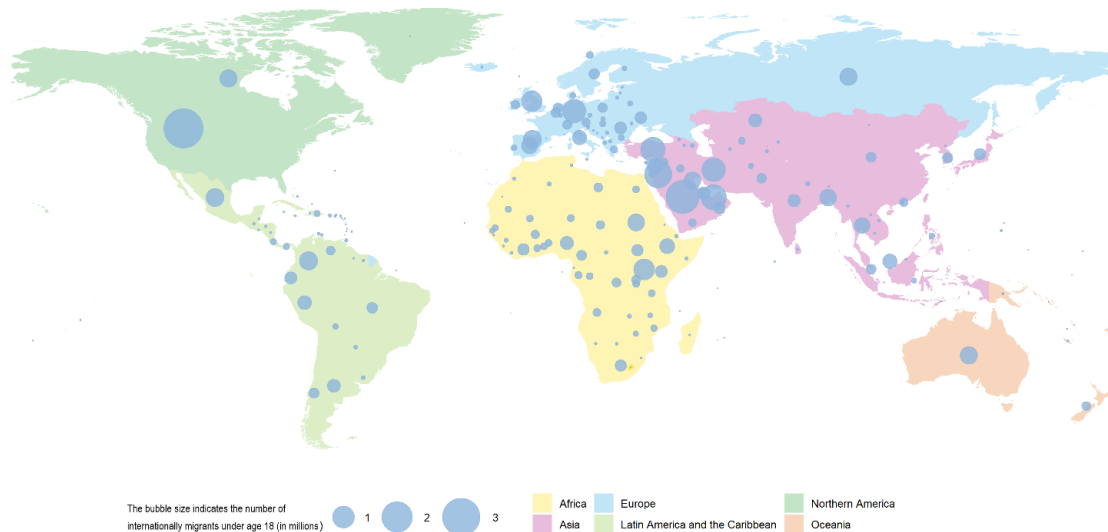 The bubble size indicates the number of
internationally migrants under age 18 (in millions)
1 2 3
Africa Europe Northern America
Asia Latin America and the Caribbean Oceania